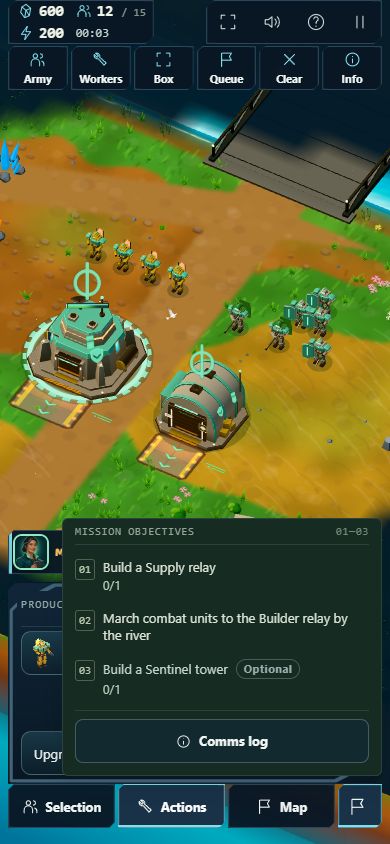 600 12 / 15
200 00:03
Army Workers Box Queue Clear Info
MISSION OBJECTIVES 01—03
01 Build a Supply relay
0/1
02 March combat units to the Builder relay by
the river
03 Build a Sentinel tower Optional
0/1
PRODUC
Comms log
Upgr
Selection Actions Map